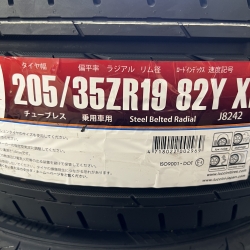 タイヤ幅 偏平率 ラジアル リム径 ロードインデックス 速度記号
205/35ZR19 82Y X
チューブレス 乗用車用 Steel Belted Radial J8242
ISO9001・DOT